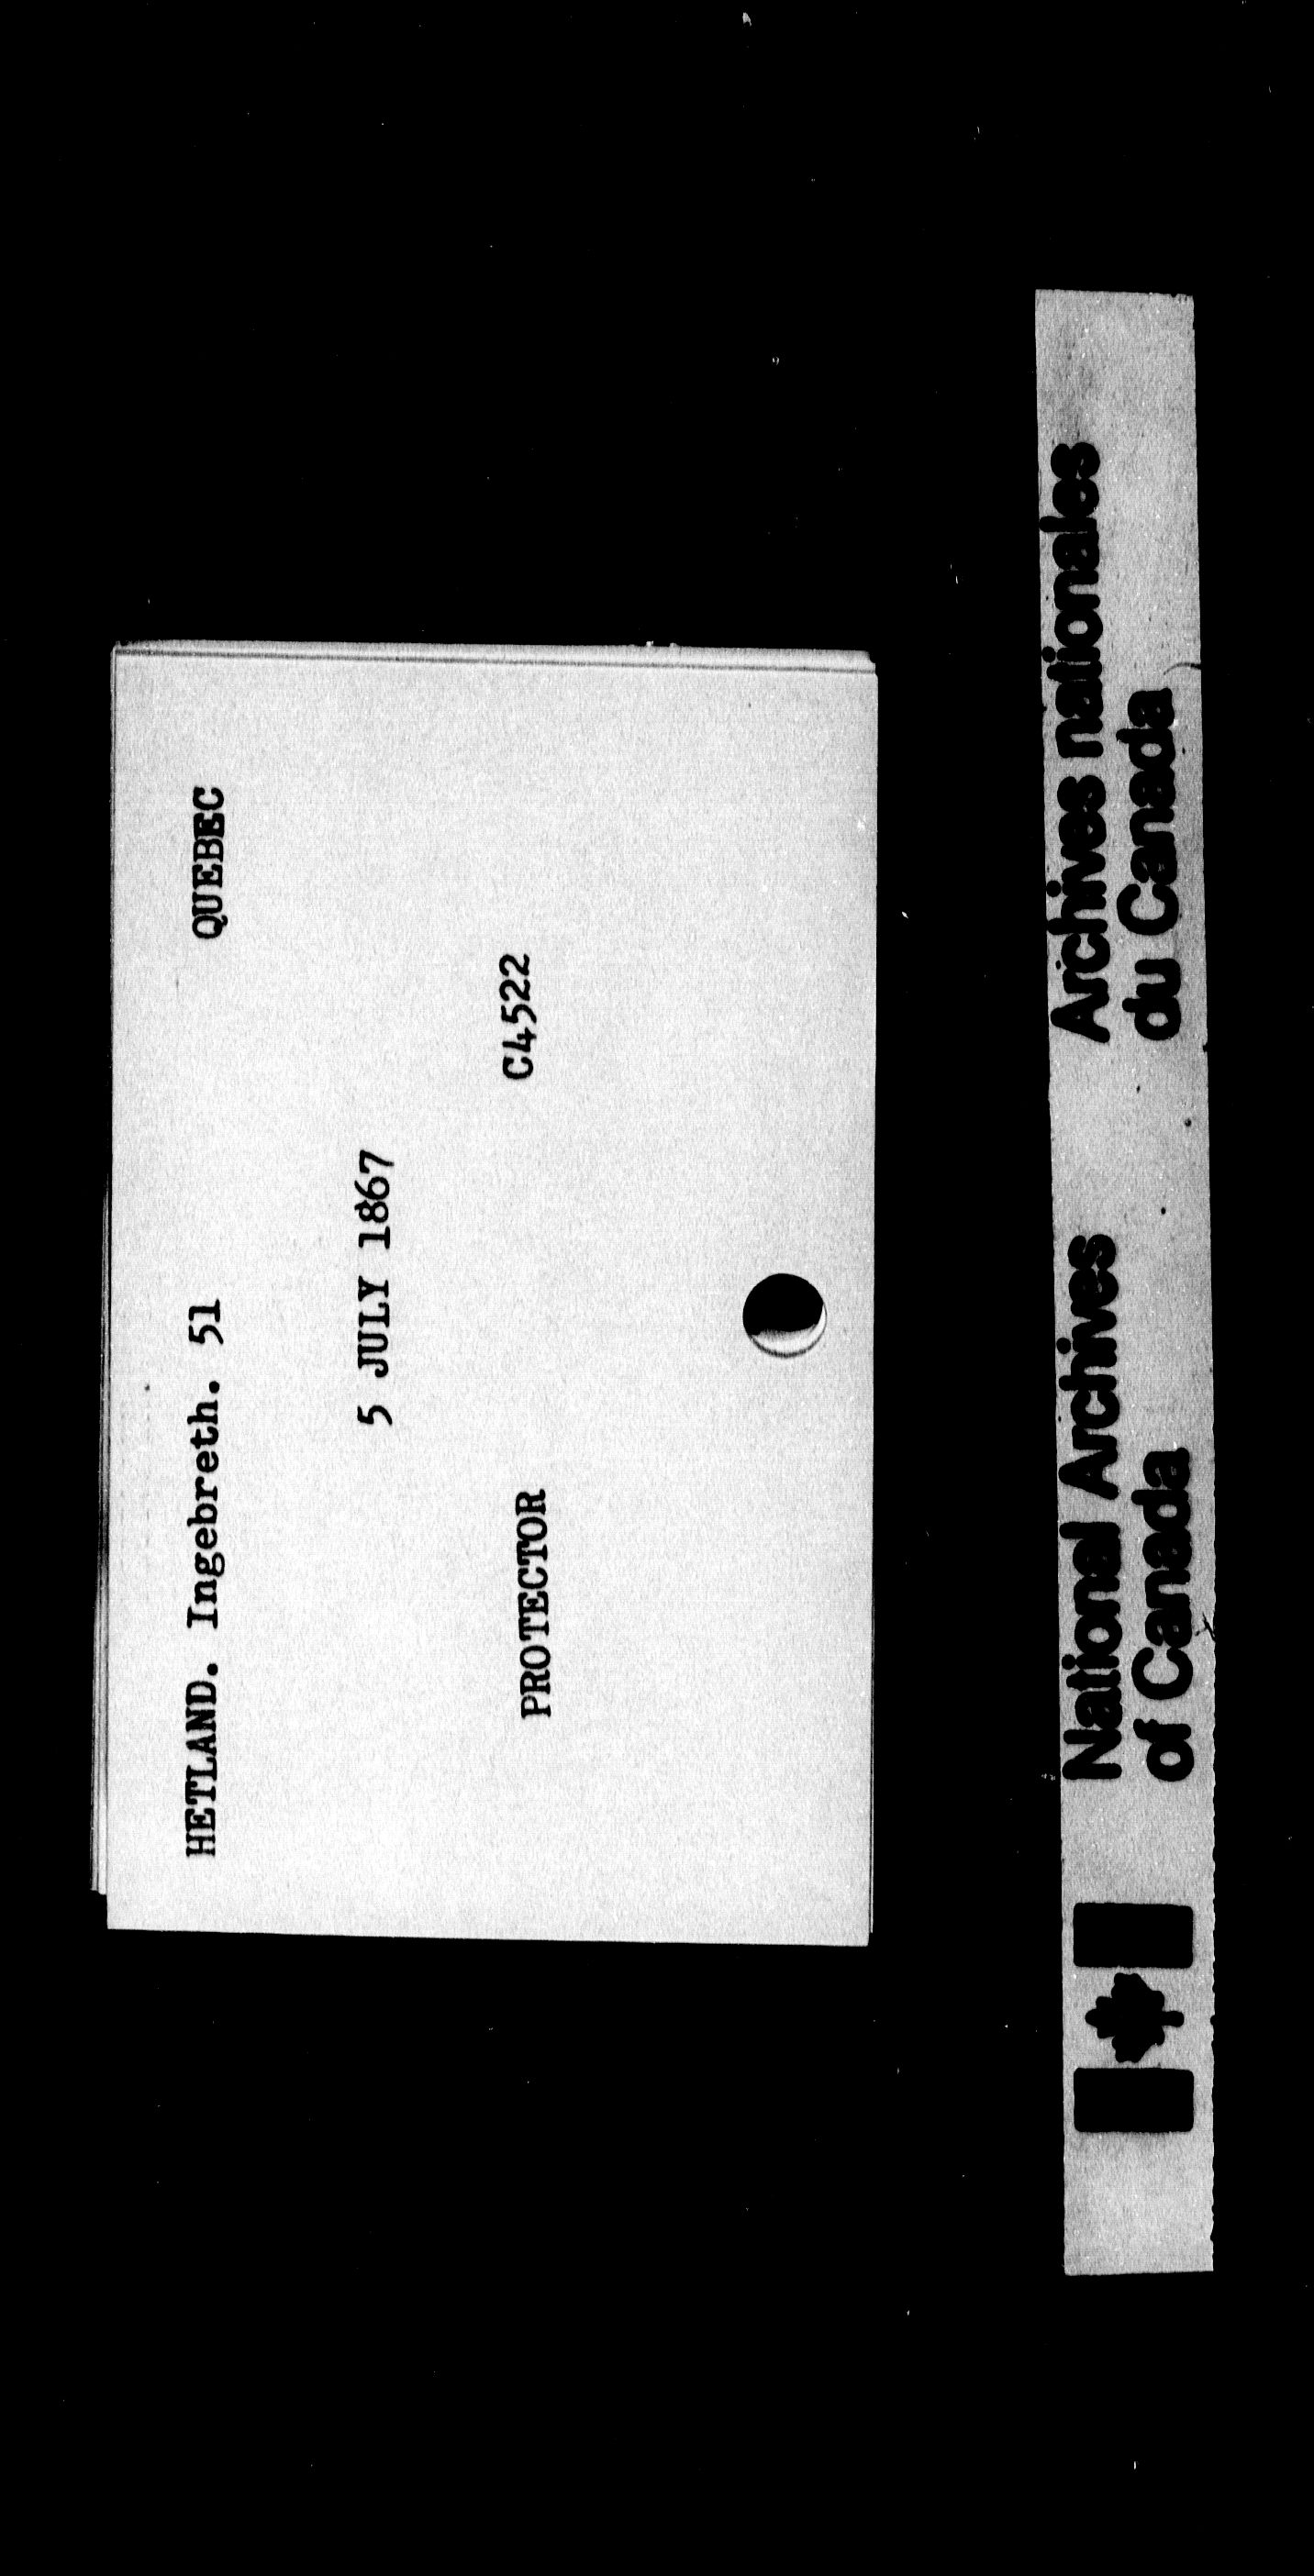 HETLAND. Ingebreth. 51 QUEBEC
5 JULY 1867
PROTECTOR C4522
National Archives
of Canada
Archives nationales
du Canada